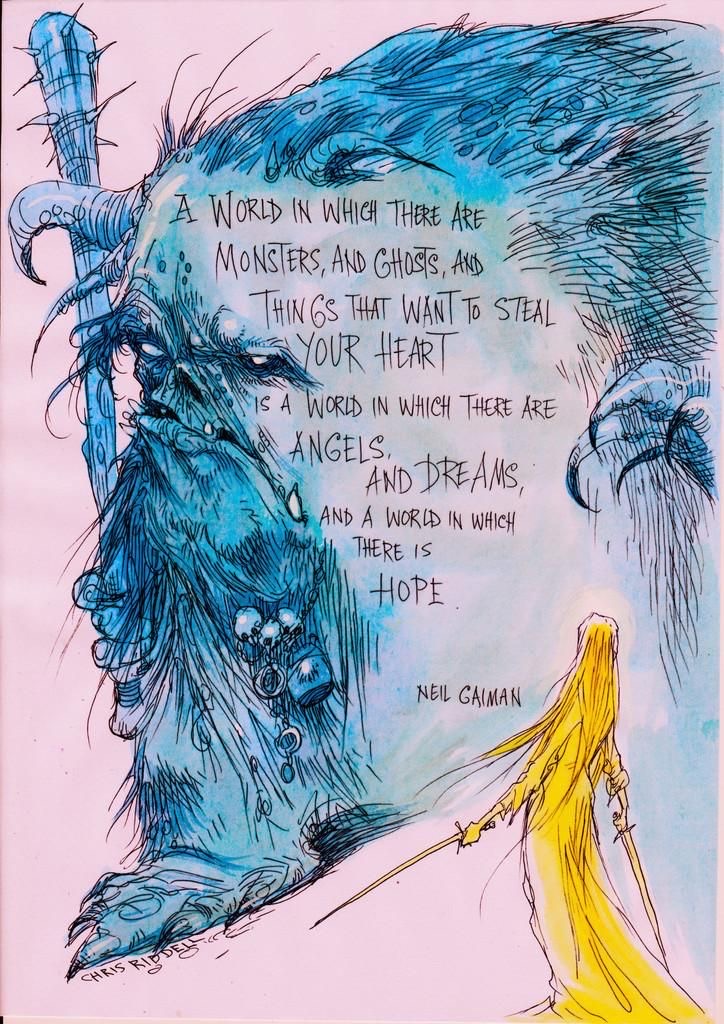 A WORLD IN WHICH THERE ARE
MONSTERS, AND GHOSTS, AND
THINGS THAT WANT TO STEAL
YOUR HEART
IS A WORLD IN WHICH THERE ARE
ANGELS,
AND DREAMS,
AND A WORLD IN WHICH
THERE IS
HOPE.
NEIL GAIMAN
CHRIS RIDDELL